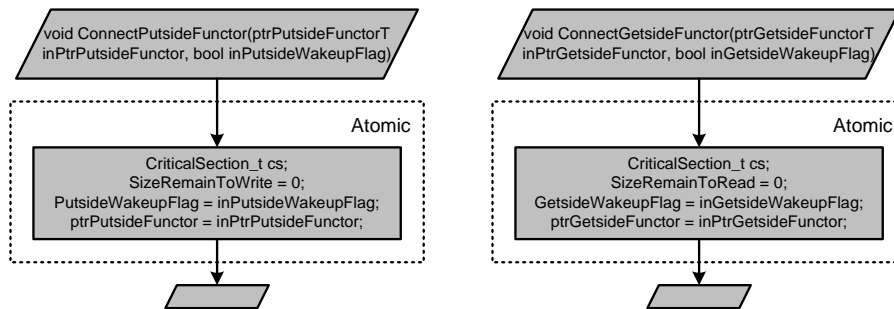 void ConnectPutsideFunctor(ptrPutsideFunctorT
inPtrPutsideFunctor, bool inPutsideWakeupFlag)
Atomic
CriticalSection_t cs;
SizeRemainToWrite = 0;
PutsideWakeupFlag = inPutsideWakeupFlag;
ptrPutsideFunctor = inPtrPutsideFunctor;
void ConnectGetsideFunctor(ptrGetsideFunctorT
inPtrGetsideFunctor, bool inGetsideWakeupFlag)
Atomic
CriticalSection_t cs;
SizeRemainToRead = 0;
GetsideWakeupFlag = inGetsideWakeupFlag;
ptrGetsideFunctor = inPtrGetsideFunctor;